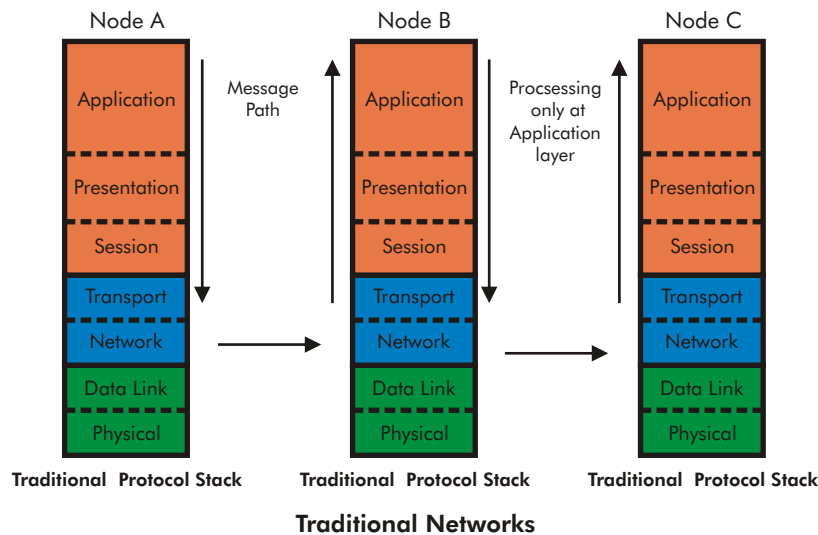 Node A
Node B
Node C
Application
Presentation
Session
Transport
Network
Data Link
Physical
Message
Path
Application
Presentation
Session
Transport
Network
Data Link
Physical
Procsessing
only at
Application
layer
Application
Presentation
Session
Transport
Network
Data Link
Physical
Traditional Protocol Stack
Traditional Protocol Stack
Traditional Protocol Stack
Traditional Networks